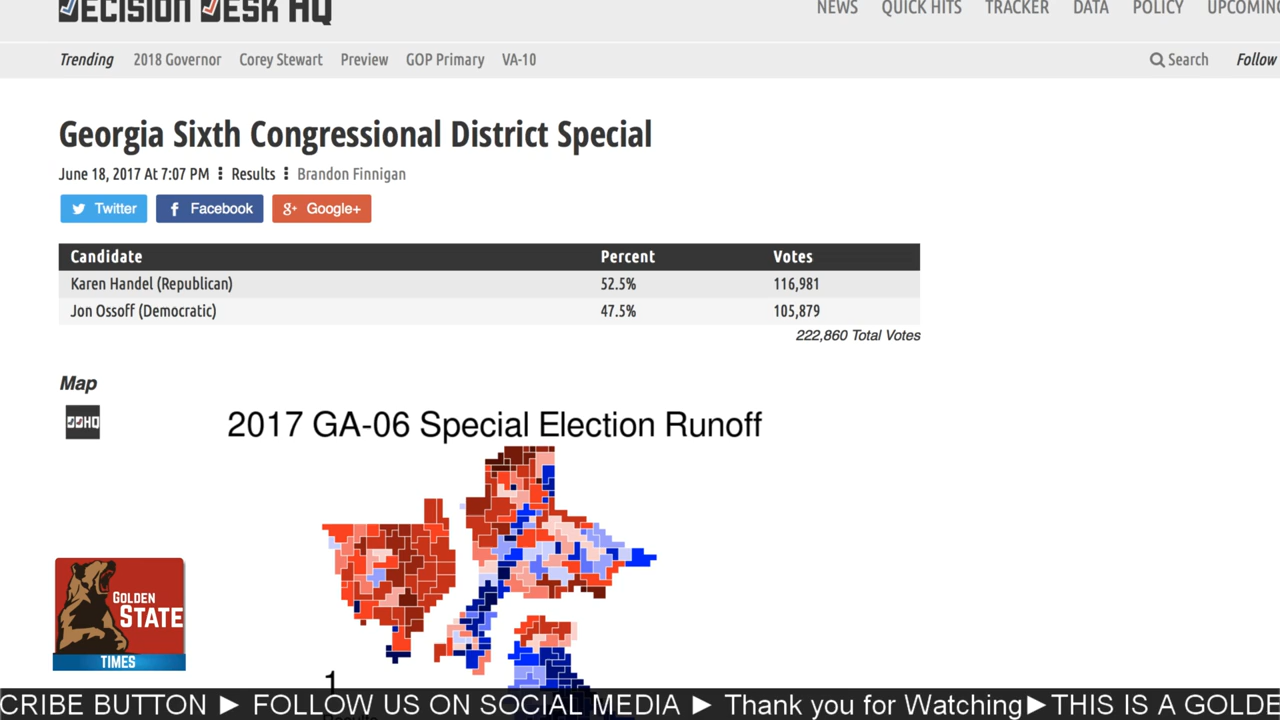 DECISION DESK HQ
NEWS QUICK HITS TRACKER DATA POLICY UPCOMING
Trending 2018 Governor Corey Stewart Preview GOP Primary VA-10 Search Follow
Georgia Sixth Congressional District Special
June 18, 2017 At 7:07 PM ⋮ Results ⋮ Brandon Finnigan
Twitter Facebook Google+
Candidate Percent Votes
Karen Handel (Republican) 52.5% 116,981
Jon Ossoff (Democratic) 47.5% 105,879
222,860 Total Votes
Map
DDHQ
2017 GA-06 Special Election Runoff
GOLDEN
STATE
TIMES
1
CRIBE BUTTON ► FOLLOW US ON SOCIAL MEDIA ► Thank you for Watching►THIS IS A GOLDE